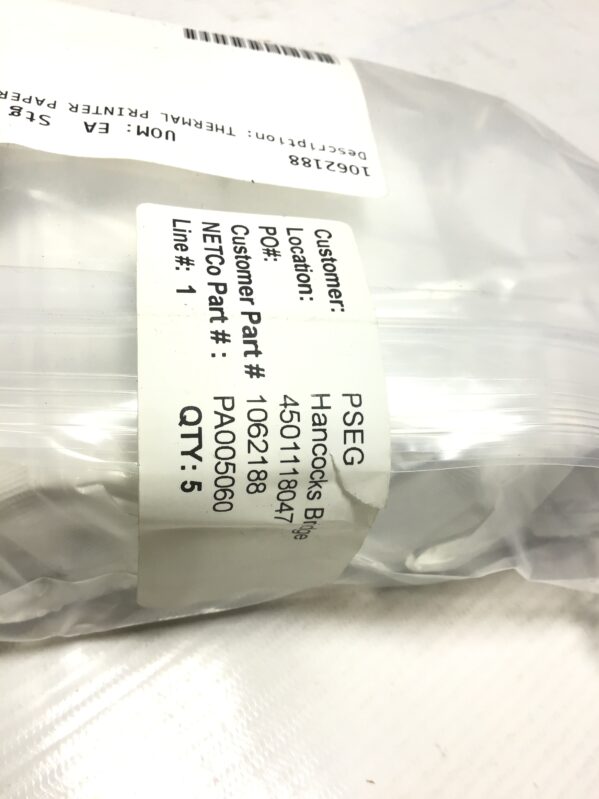 1062188
Description: THERMAL PRINTER PAPER
UOM: EA Stg
Customer: PSEG
Location: Hancocks Bridge
PO#: 4501118047
Customer Part # 1062188
NETCo Part # : PA005060
Line #: 1 QTY: 5